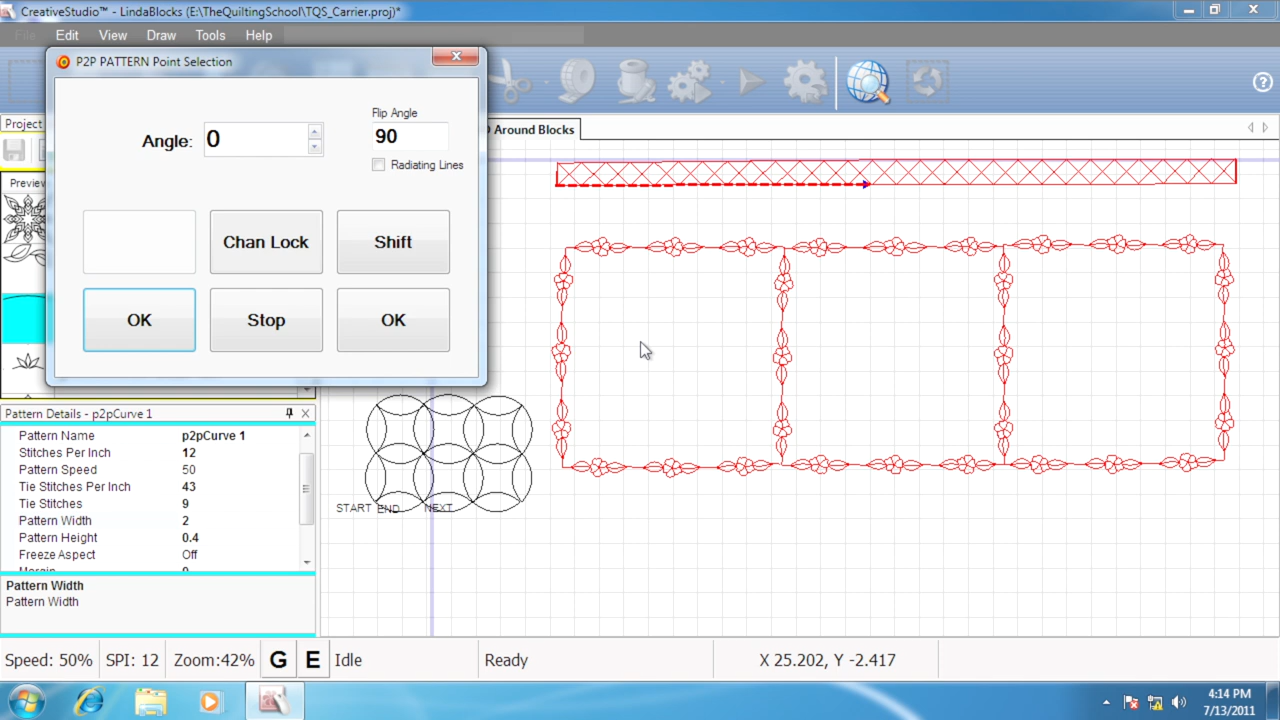 CreativeStudio™ - LindaBlocks (E:\TheQuiltingSchool\TQS_Carrier.proj)*
File Edit View Draw Tools Help
P2P PATTERN Point Selection
Flip Angle
Angle: 0
90
Radiating Lines
Chan Lock
Shift
OK
Stop
OK
Project
Around Blocks
Preview
Pattern Details - p2pCurve 1
Pattern Name p2pCurve 1
Stitches Per Inch 12
Pattern Speed 50
Tie Stitches Per Inch 43
Tie Stitches 9
Pattern Width 2
Pattern Height 0.4
Freeze Aspect Off
Margin 0
Pattern Width
Pattern Width
START END NEXT
Speed: 50% SPI: 12 Zoom:42% G E Idle Ready X 25.202, Y -2.417
4:14 PM
7/13/2011